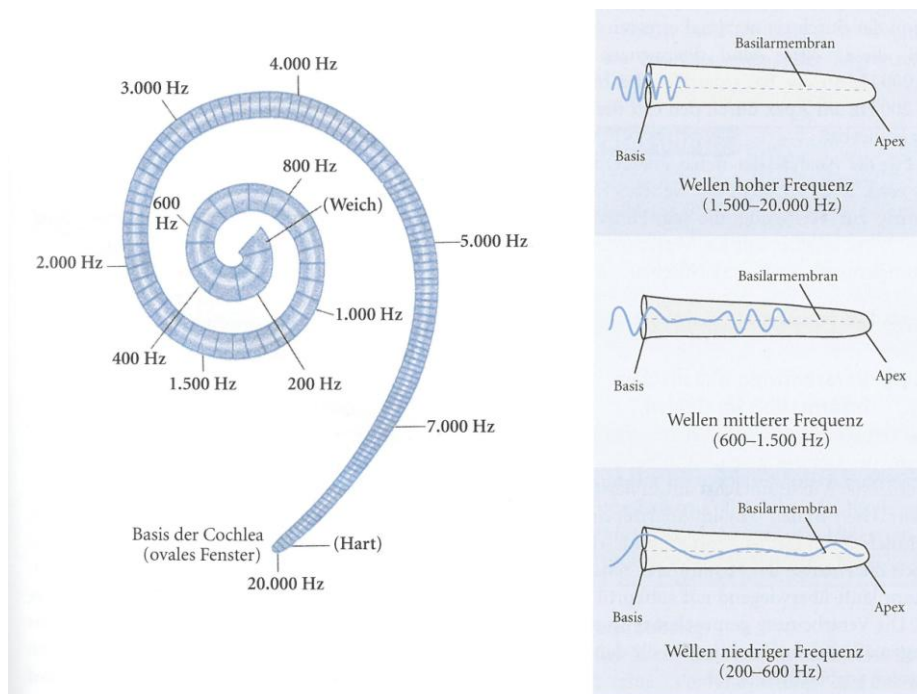 4.000 Hz
3.000 Hz
800 Hz
600
Hz
(Weich)
5.000 Hz
2.000 Hz
1.000 Hz
400 Hz
200 Hz
1.500 Hz
7.000 Hz
Basis der Cochlea
(ovales Fenster)
(Hart)
20.000 Hz
Basilarmembran
Basis
Apex
Wellen hoher Frequenz
(1.500–20.000 Hz)
Basilarmembran
Basis
Apex
Wellen mittlerer Frequenz
(600–1.500 Hz)
Basilarmembran
Basis
Apex
Wellen niedriger Frequenz
(200–600 Hz)